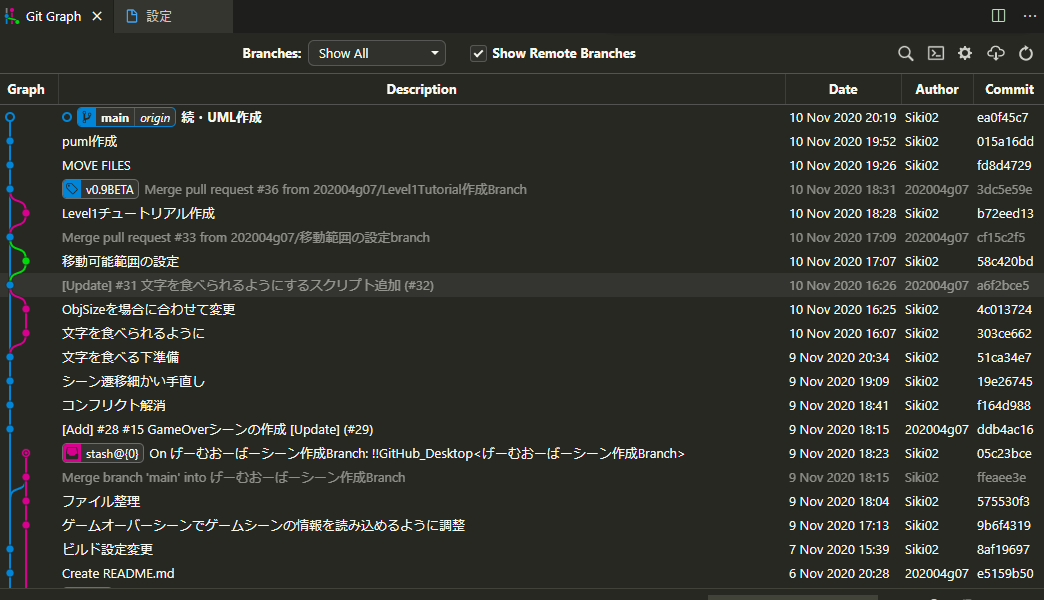 Git Graph 設定
Branches: Show All Show Remote Branches
Graph Description Date Author Commit
main origin 続・UML作成 10 Nov 2020 20:19 Siki02 ea0f45c7
puml作成 10 Nov 2020 19:52 Siki02 015a16dd
MOVE FILES 10 Nov 2020 19:26 Siki02 fd8d4729
v0.9BETA Merge pull request #36 from 202004g07/Level1Tutorial作成Branch 10 Nov 2020 18:31 202004g07 3dc5e59e
Level1チュートリアル作成 10 Nov 2020 18:28 Siki02 b72eed13
Merge pull request #33 from 202004g07/移動範囲の設定branch 10 Nov 2020 17:09 202004g07 cf15c2f5
移動可能範囲の設定 10 Nov 2020 17:07 Siki02 58c420bd
[Update] #31 文字を食べられるようにするスクリプト追加 (#32) 10 Nov 2020 16:26 202004g07 a6f2bce5
ObjSizeを場合に合わせて変更 10 Nov 2020 16:25 Siki02 4c013724
文字を食べられるように 10 Nov 2020 16:07 Siki02 303ce662
文字を食べる下準備 9 Nov 2020 20:34 Siki02 51ca34e7
シーン遷移細かい手直し 9 Nov 2020 19:09 Siki02 19e26745
コンフリクト解消 9 Nov 2020 18:41 Siki02 f164d988
[Add] #28 #15 GameOverシーンの作成 [Update] (#29) 9 Nov 2020 18:15 202004g07 ddb4ac16
stash@{0} On げーむおーばーシーン作成Branch: !!GitHub_Desktop<げーむおーばーシーン作成Branch> 9 Nov 2020 18:23 Siki02 05c23bce
Merge branch 'main' into げーむおーばーシーン作成Branch 9 Nov 2020 18:15 Siki02 ffeaee3e
ファイル整理 9 Nov 2020 18:04 Siki02 575530f3
ゲームオーバーシーンでゲームシーンの情報を読み込めるように調整 9 Nov 2020 17:13 Siki02 9b6f4319
ビルド設定変更 7 Nov 2020 15:39 Siki02 8af19697
Create README.md 6 Nov 2020 20:28 202004g07 e5159b50